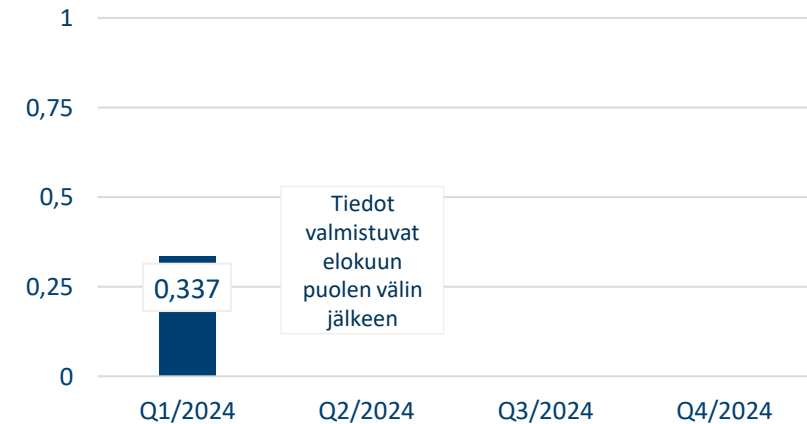 1
0,75
0,5
0,25
0
0,337
Tiedot
valmistuvat
elokuun
puolen välin
jälkeen
Q1/2024 Q2/2024 Q3/2024 Q4/2024